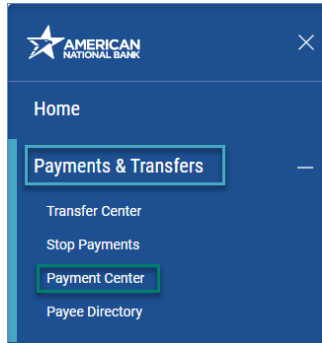 AMERICAN
NATIONAL BANK
Home
Payments & Transfers
Transfer Center
Stop Payments
Payment Center
Payee Directory